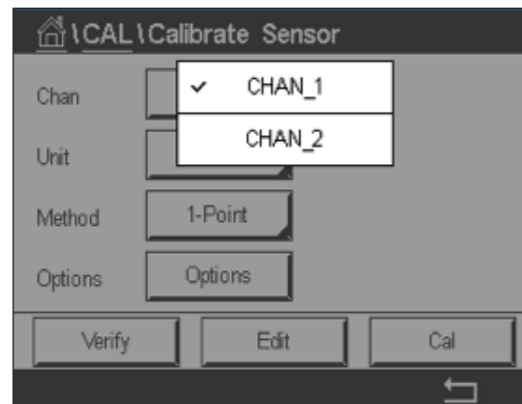 \CAL\Calibrate Sensor
Chan
✓ CHAN_1
CHAN_2
Unit
Method 1-Point
Options Options
Verify Edit Cal